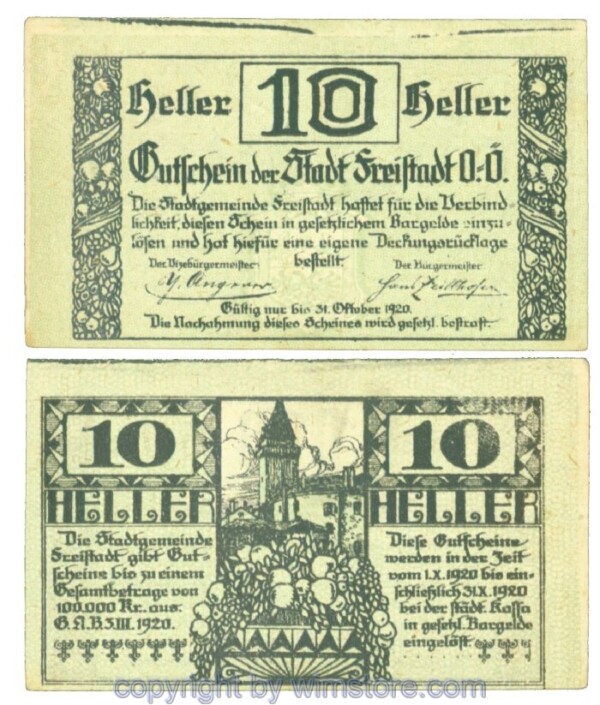 Heller 10 Heller
Gutschein der Stadt Freistadt O.-Ö.
Die Stadtgemeinde Freistadt haftet für die Verbind-
lichkeit, diesen Schein in gesetzlichem Bargelde einzu-
lösen und hat hiefür eine eigene Deckungsrücklage
bestellt.
Der Vizebürgermeister: Der Bürgermeister:
Gültig nur bis 31. Oktober 1920.
Die Nachahmung dieses Scheines wird gesetzl. bestraft.
10 10
HELLER HELLER
Die Stadtgemeinde
Freistadt gibt Gut-
scheine bis zu einem
Gesamtbetrage von
100.000 Kr. aus.
G.A.B. 3.III. 1920.
Diese Gutscheine
werden in der Zeit
vom 1.X.1920 bis ein-
schließlich 31.X.1920
bei der städt. Kassa
in gesetzl. Bargelde
eingelöst.
copyright by wimstore.com